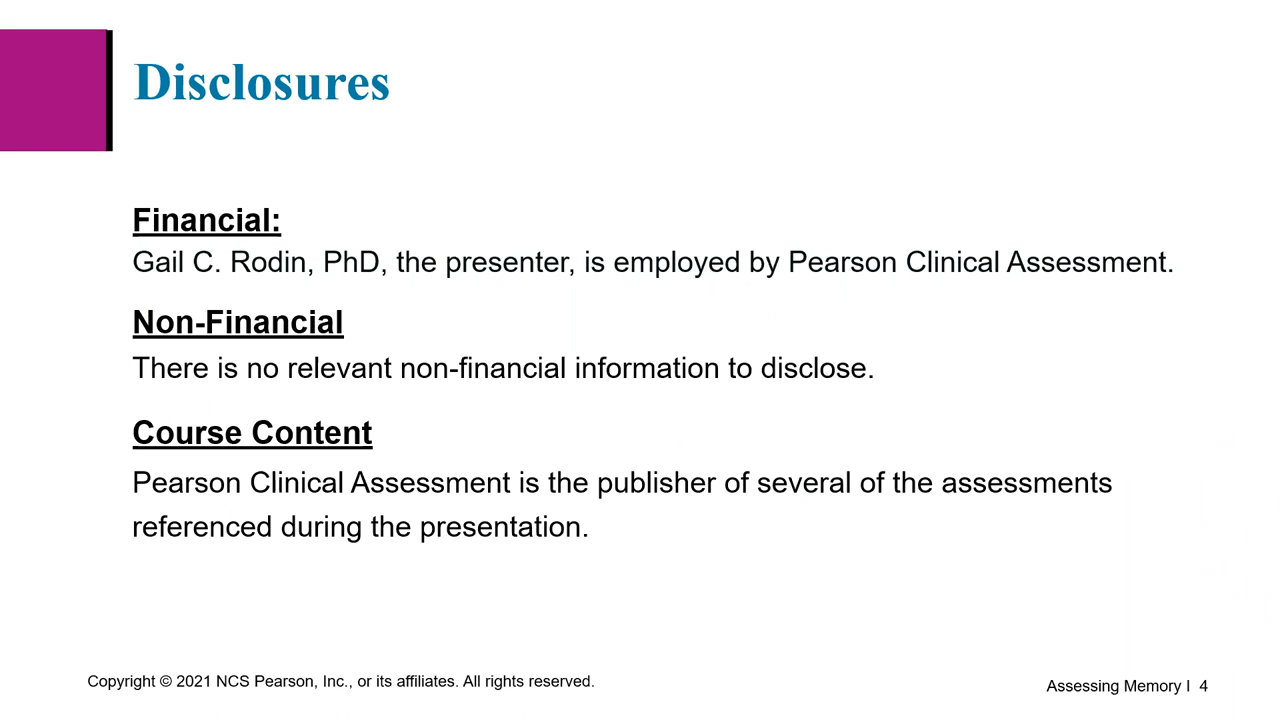 Disclosures
Financial:
Gail C. Rodin, PhD, the presenter, is employed by Pearson Clinical Assessment.
Non-Financial
There is no relevant non-financial information to disclose.
Course Content
Pearson Clinical Assessment is the publisher of several of the assessments
referenced during the presentation.
Copyright © 2021 NCS Pearson, Inc., or its affiliates. All rights reserved.
Assessing Memory I 4